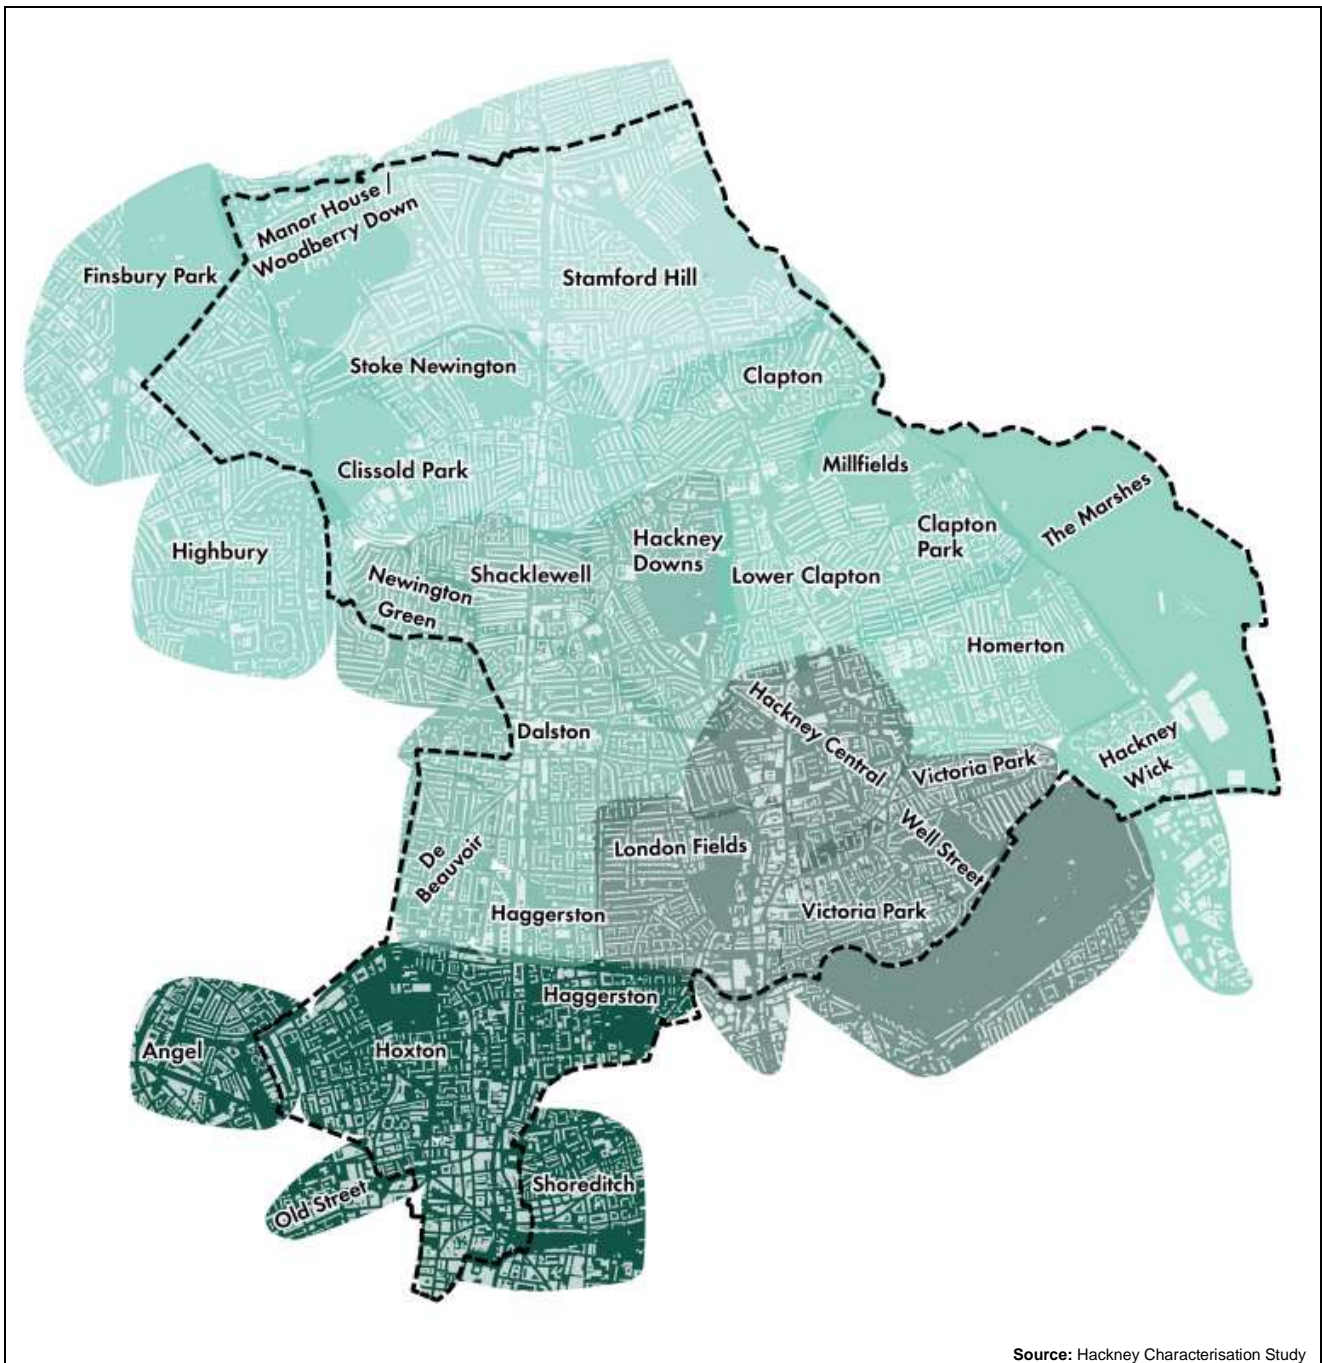 Manor House |
Woodberry Down
Finsbury Park
Stamford Hill
Stoke Newington
Clapton
Clissold Park
Millfields
The Marshes
Clapton
Park
Highbury
Hackney
Downs
Newington
Green
Shacklewell
Lower Clapton
Homerton
Hackney Central
Dalston
Hackney
Wick
Victoria Park
Well Street
London Fields
De
Beauvoir
Haggerston
Victoria Park
Haggerston
Angel
Hoxton
Old Street
Shoreditch
Source: Hackney Characterisation Study